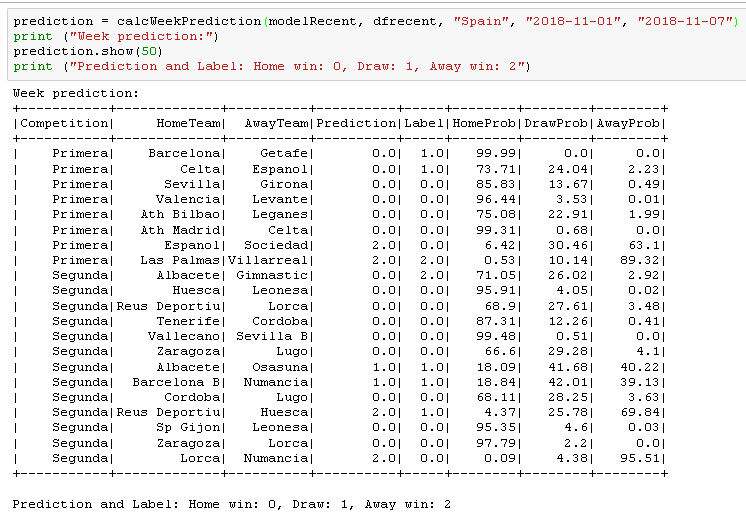 prediction = calcWeekPrediction(modelRecent, dfrecent, "Spain", "2018-11-01", "2018-11-07")
print ("Week prediction:")
prediction.show(50)
print ("Prediction and Label: Home win: 0, Draw: 1, Away win: 2")
Week prediction:
+-----------+-------------+----------+----------+-----+--------+--------+--------+
|Competition|     HomeTeam|  AwayTeam|Prediction|Label|HomeProb|DrawProb|AwayProb|
+-----------+-------------+----------+----------+-----+--------+--------+--------+
|    Primera|    Barcelona|    Getafe|       0.0|  1.0|   99.99|     0.0|     0.0|
|    Primera|        Celta|   Espanol|       0.0|  1.0|   73.71|   24.04|    2.23|
|    Primera|      Sevilla|    Girona|       0.0|  0.0|   85.83|   13.67|    0.49|
|    Primera|     Valencia|   Levante|       0.0|  0.0|   96.44|    3.53|    0.01|
|    Primera|   Ath Bilbao|   Leganes|       0.0|  0.0|   75.08|   22.91|    1.99|
|    Primera|   Ath Madrid|     Celta|       0.0|  0.0|   99.31|    0.68|     0.0|
|    Primera|      Espanol|  Sociedad|       2.0|  0.0|    6.42|   30.46|    63.1|
|    Primera|   Las Palmas|Villarreal|       2.0|  2.0|    0.53|   10.14|   89.32|
|    Segunda|     Albacete| Gimnastic|       0.0|  2.0|   71.05|   26.02|    2.92|
|    Segunda|       Huesca|   Leonesa|       0.0|  0.0|   95.91|    4.05|    0.02|
|    Segunda|Reus Deportiu|     Lorca|       0.0|  0.0|    68.9|   27.61|    3.48|
|    Segunda|     Tenerife|   Cordoba|       0.0|  0.0|   87.31|   12.26|    0.41|
|    Segunda|    Vallecano| Sevilla B|       0.0|  0.0|   99.48|    0.51|     0.0|
|    Segunda|     Zaragoza|      Lugo|       0.0|  0.0|    66.6|   29.28|     4.1|
|    Segunda|     Albacete|   Osasuna|       1.0|  1.0|   18.09|   41.68|   40.22|
|    Segunda|  Barcelona B|  Numancia|       1.0|  1.0|   18.84|   42.01|   39.13|
|    Segunda|      Cordoba|      Lugo|       0.0|  0.0|   68.11|   28.25|    3.63|
|    Segunda|Reus Deportiu|    Huesca|       2.0|  1.0|    4.37|   25.78|   69.84|
|    Segunda|     Sp Gijon|   Leonesa|       0.0|  0.0|   95.35|     4.6|    0.03|
|    Segunda|     Zaragoza|     Lorca|       0.0|  0.0|   97.79|     2.2|     0.0|
|    Segunda|        Lorca|  Numancia|       2.0|  0.0|    0.09|    4.38|   95.51|
+-----------+-------------+----------+----------+-----+--------+--------+--------+
Prediction and Label: Home win: 0, Draw: 1, Away win: 2